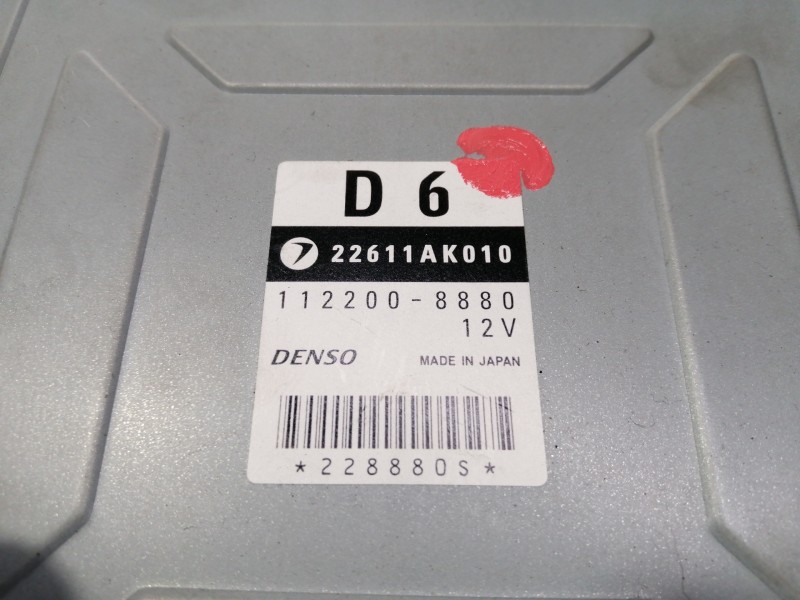 D 6
22611AK010
112200-8880
12V
DENSO MADE IN JAPAN
*228880S*